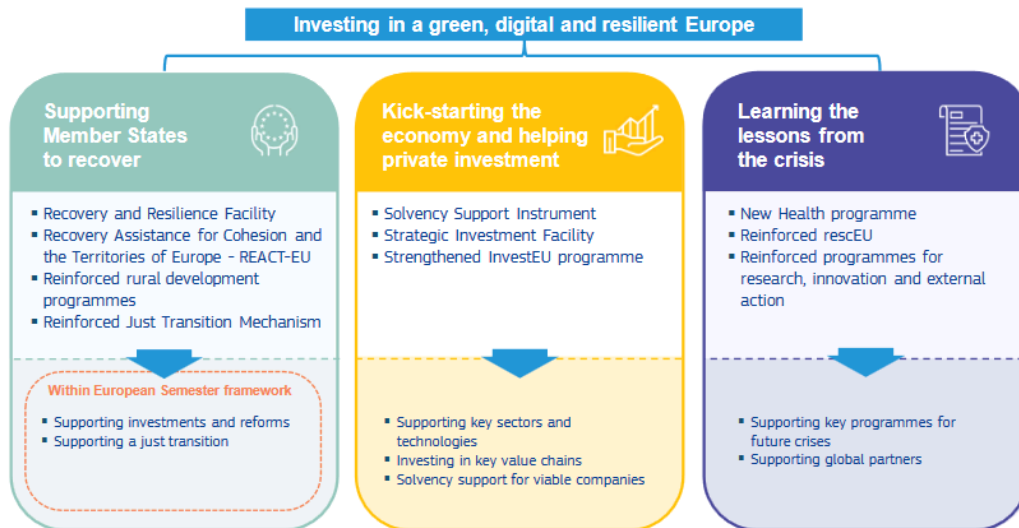 Investing in a green, digital and resilient Europe
Supporting
Member States
to recover
▪ Recovery and Resilience Facility
▪ Recovery Assistance for Cohesion and
the Territories of Europe - REACT-EU
▪ Reinforced rural development
programmes
▪ Reinforced Just Transition Mechanism
Within European Semester framework
▪ Supporting investments and reforms
▪ Supporting a just transition
Kick-starting the
economy and helping
private investment
▪ Solvency Support Instrument
▪ Strategic Investment Facility
▪ Strengthened InvestEU programme
▪ Supporting key sectors and
technologies
▪ Investing in key value chains
▪ Solvency support for viable companies
Learning the
lessons from
the crisis
▪ New Health programme
▪ Reinforced rescEU
▪ Reinforced programmes for
research, innovation and external
action
▪ Supporting key programmes for
future crises
▪ Supporting global partners